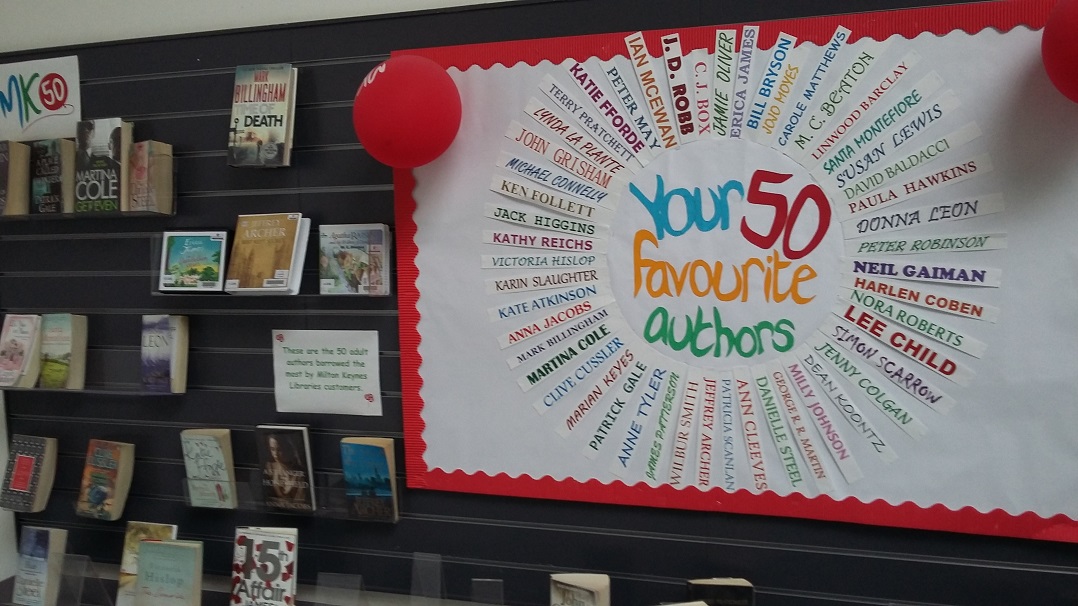 MK50
MARK
BILLINGHAM
DEATH
MARTINA
COLE
ARCHER
LEON
These are the 50 adult
authors borrowed the
most by Milton Keynes
Libraries customers.
Hislop
15th
Affair
Your 50
favourite
authors
IAN MCEWAN
J. D. ROBB
C. J. BOX
JAMIE OLIVER
ERICA JAMES
BILL BRYSON
JOJO MOYES
CAROLE MATTHEWS
M. C. BEATON
LINWOOD BARCLAY
SANTA MONTEFIORE
SUSAN LEWIS
DAVID BALDACCI
PAULA HAWKINS
DONNA LEON
PETER ROBINSON
NEIL GAIMAN
HARLEN COBEN
NORA ROBERTS
LEE CHILD
SIMON SCARROW
JENNY COLGAN
DEAN KOONTZ
MILLY JOHNSON
GEORGE R. R. MARTIN
DANIELLE STEEL
ANN CLEEVES
PATRICIA SCANLAN
JEFFREY ARCHER
WILBUR SMITH
JAMES PATTERSON
ANNE TYLER
PATRICK GALE
MARIAN KEYES
CLIVE CUSSLER
MARTINA COLE
MARK BILLINGHAM
ANNA JACOBS
KATE ATKINSON
KARIN SLAUGHTER
VICTORIA HISLOP
KATHY REICHS
JACK HIGGINS
KEN FOLLETT
MICHAEL CONNELLY
JOHN GRISHAM
LYNDA LA PLANTE
TERRY PRATCHETT
KATIE FFORDE
PETER MAY